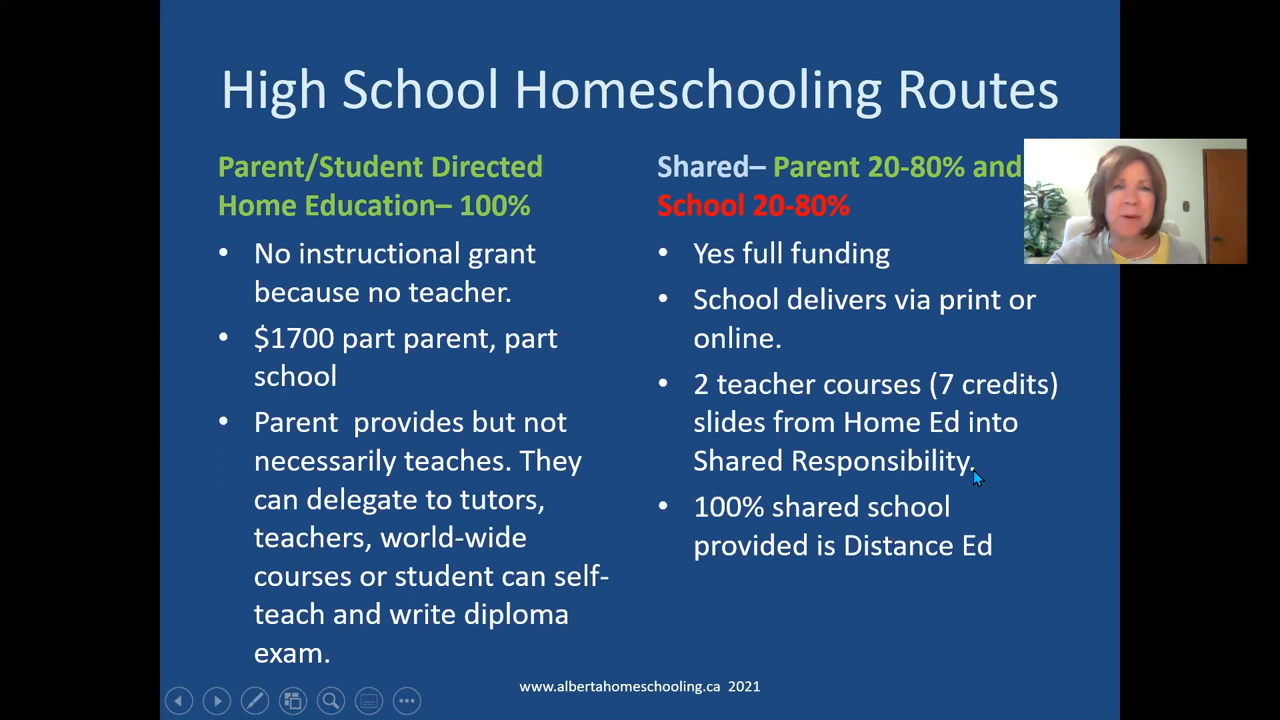 High School Homeschooling Routes
Parent/Student Directed
Home Education– 100%
• No instructional grant
because no teacher.
• $1700 part parent, part
school
• Parent  provides but not
necessarily teaches. They
can delegate to tutors,
teachers, world-wide
courses or student can self-
teach and write diploma
exam.
Shared– Parent 20-80% and
School 20-80%
• Yes full funding
• School delivers via print or
online.
• 2 teacher courses (7 credits)
slides from Home Ed into
Shared Responsibility.
• 100% shared school
provided is Distance Ed
www.albertahomeschooling.ca  2021